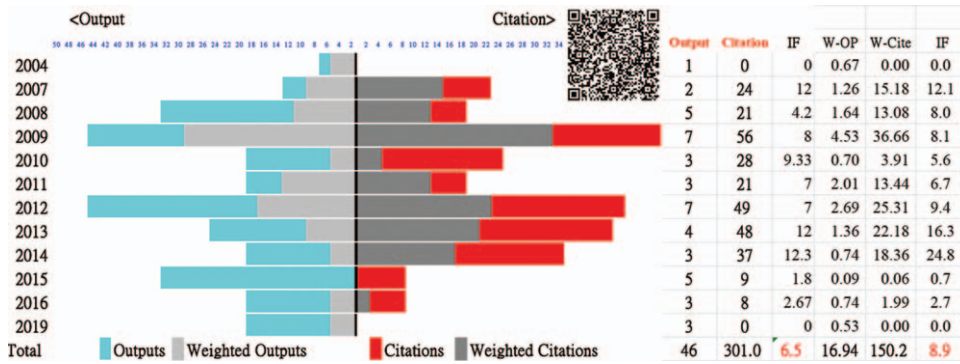 <Output Citation>
50 48 46 44 42 40 38 36 34 32 30 28 26 24 22 20 18 16 14 12 10 8 6 4 2 2 4 6 8 10 12 14 16 18 20 22 24 26 28 30 32 34
Output Citation IF W-OP W-Cite IF
2004 1 0 0 0.67 0.00 0.0
2007 2 24 12 1.26 15.18 12.1
2008 5 21 4.2 1.64 13.08 8.0
2009 7 56 8 4.53 36.66 8.1
2010 3 28 9.33 0.70 3.91 5.6
2011 3 21 7 2.01 13.44 6.7
2012 7 49 7 2.69 25.31 9.4
2013 4 48 12 1.36 22.18 16.3
2014 3 37 12.3 0.74 18.36 24.8
2015 5 9 1.8 0.09 0.06 0.7
2016 3 8 2.67 0.74 1.99 2.7
2019 3 0 0 0.53 0.00 0.0
Total Outputs Weighted Outputs Citations Weighted Citations 46 301.0 6.5 16.94 150.2 8.9